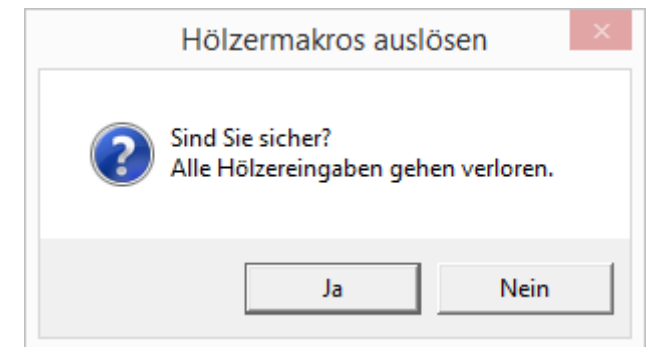 Hölzermakros auslösen
Sind Sie sicher?
Alle Hölzereingaben gehen verloren.
Ja
Nein